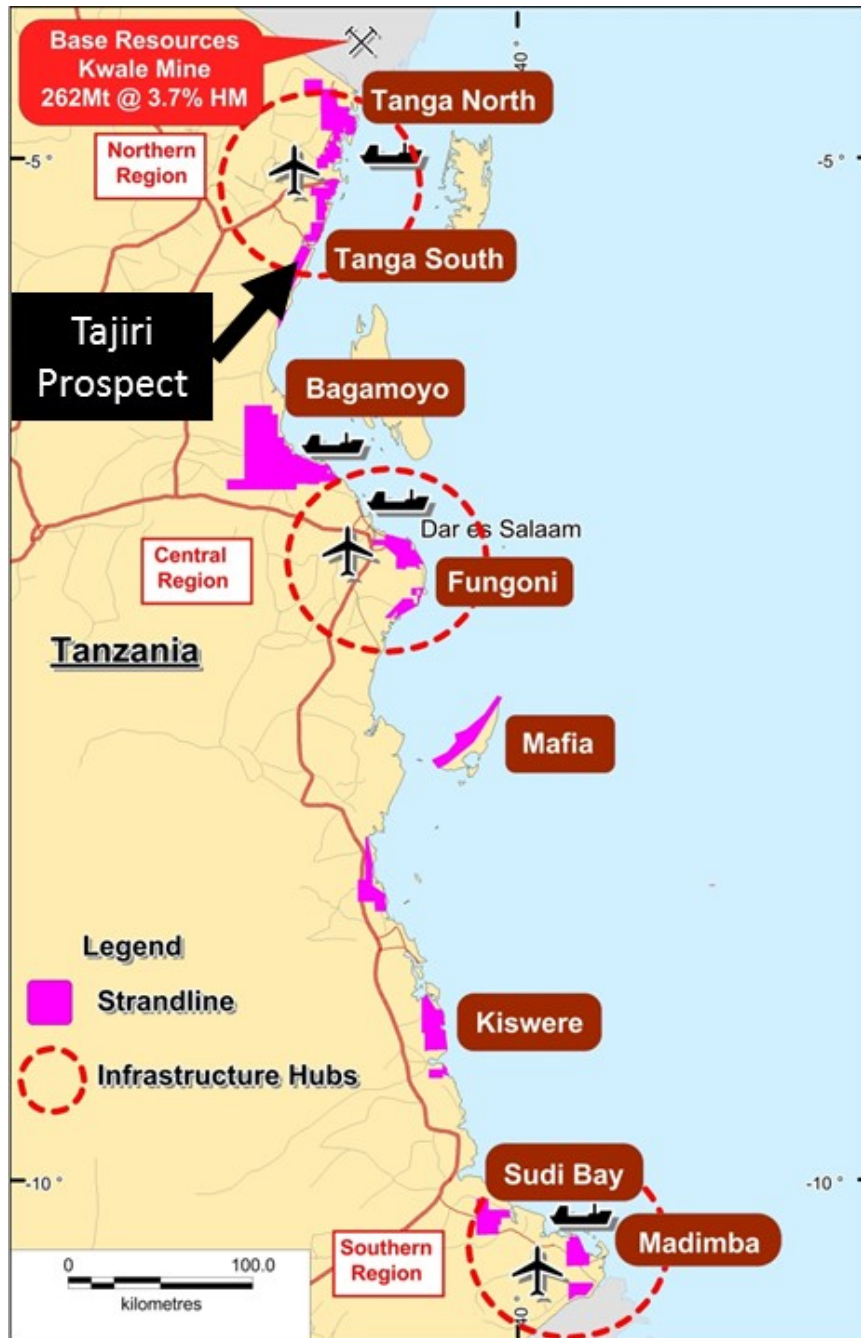 Base Resources
Kwale Mine
262Mt @ 3.7% HM
40
Tanga North
Northern
Region
-5 °
-5 °
Tanga South
Tajiri
Prospect
Bagamoyo
Dar es Salaam
Central
Region
Fungoni
Tanzania
Mafia
Legend
Strandline
Kiswere
Infrastructure Hubs
Sudi Bay
-10 °
-10 °
Madimba
Southern
Region
0
100.0
kilometres
40